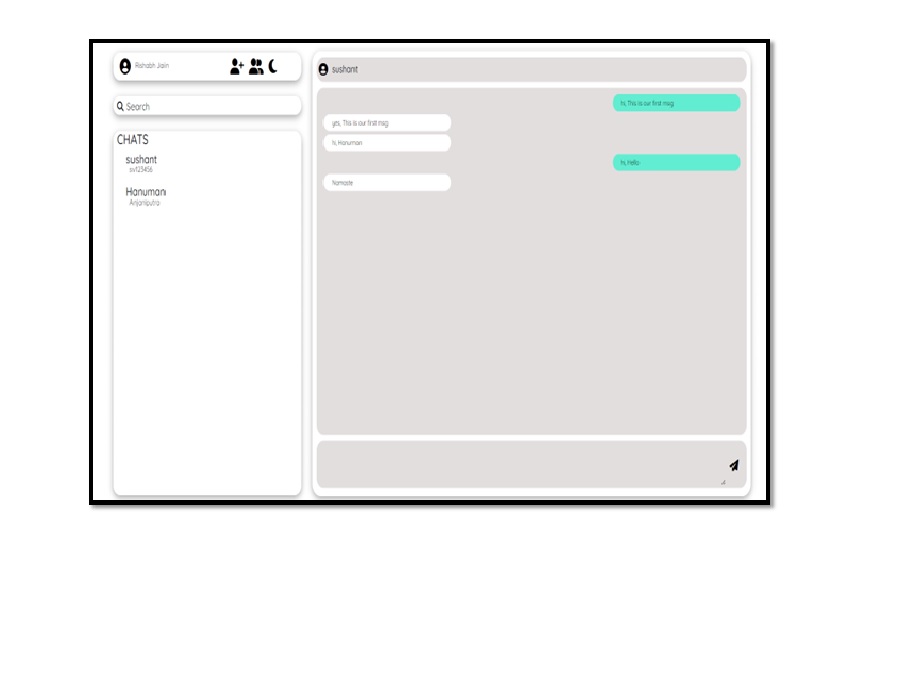 Rishabh Jain
Search
CHATS
sushant
sv123456
Hanuman
Anjaniputra
sushant
hi, This is our first msg
yes, This is our first msg
hi, Hanuman
hi, Hello
Namaste